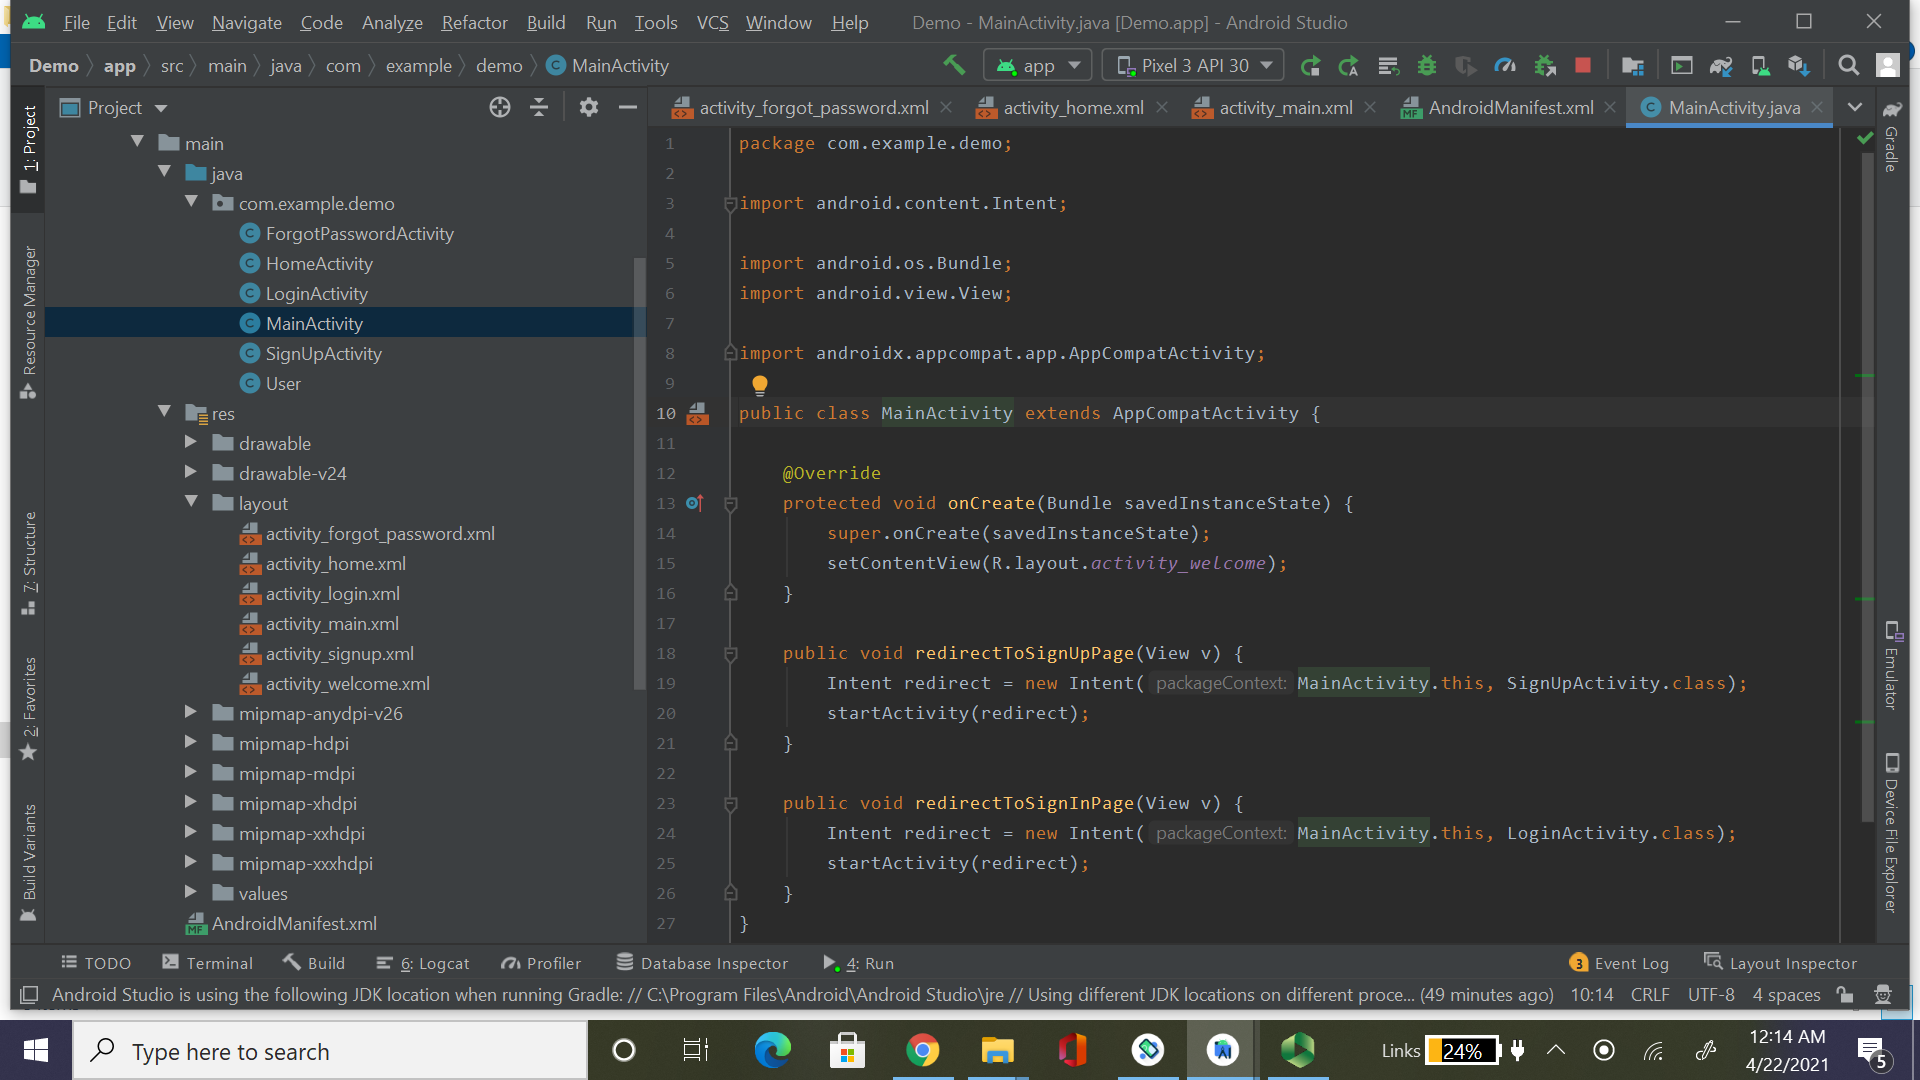 File Edit View Navigate Code Analyze Refactor Build Run Tools VCS Window Help Demo - MainActivity.java [Demo.app] - Android Studio
Demo app src main java com example demo MainActivity app Pixel 3 API 30
Project activity_forgot_password.xml activity_home.xml activity_main.xml AndroidManifest.xml MainActivity.java
1: Project
Resource Manager
7: Structure
2: Favorites
Build Variants
main
java
com.example.demo
ForgotPasswordActivity
HomeActivity
LoginActivity
MainActivity
SignUpActivity
User
res
drawable
drawable-v24
layout
activity_forgot_password.xml
activity_home.xml
activity_login.xml
activity_main.xml
activity_signup.xml
activity_welcome.xml
mipmap-anydpi-v26
mipmap-hdpi
mipmap-mdpi
mipmap-xhdpi
mipmap-xxhdpi
mipmap-xxxhdpi
values
AndroidManifest.xml
1 package com.example.demo;
2
3 import android.content.Intent;
4
5 import android.os.Bundle;
6 import android.view.View;
7
8 import androidx.appcompat.app.AppCompatActivity;
9
10 public class MainActivity extends AppCompatActivity {
11
12 @Override
13 protected void onCreate(Bundle savedInstanceState) {
14 super.onCreate(savedInstanceState);
15 setContentView(R.layout.activity_welcome);
16 }
17
18 public void redirectToSignUpPage(View v) {
19 Intent redirect = new Intent( packageContext: MainActivity.this, SignUpActivity.class);
20 startActivity(redirect);
21 }
22
23 public void redirectToSignInPage(View v) {
24 Intent redirect = new Intent( packageContext: MainActivity.this, LoginActivity.class);
25 startActivity(redirect);
26 }
27 }
Gradle
Emulator
Device File Explorer
TODO Terminal Build 6: Logcat Profiler Database Inspector 4: Run 3 Event Log Layout Inspector
Android Studio is using the following JDK location when running Gradle: // C:\Program Files\Android\Android Studio\jre // Using different JDK locations on different proce... (49 minutes ago) 10:14 CRLF UTF-8 4 spaces
Type here to search Links 24% 12:14 AM
4/22/2021 5